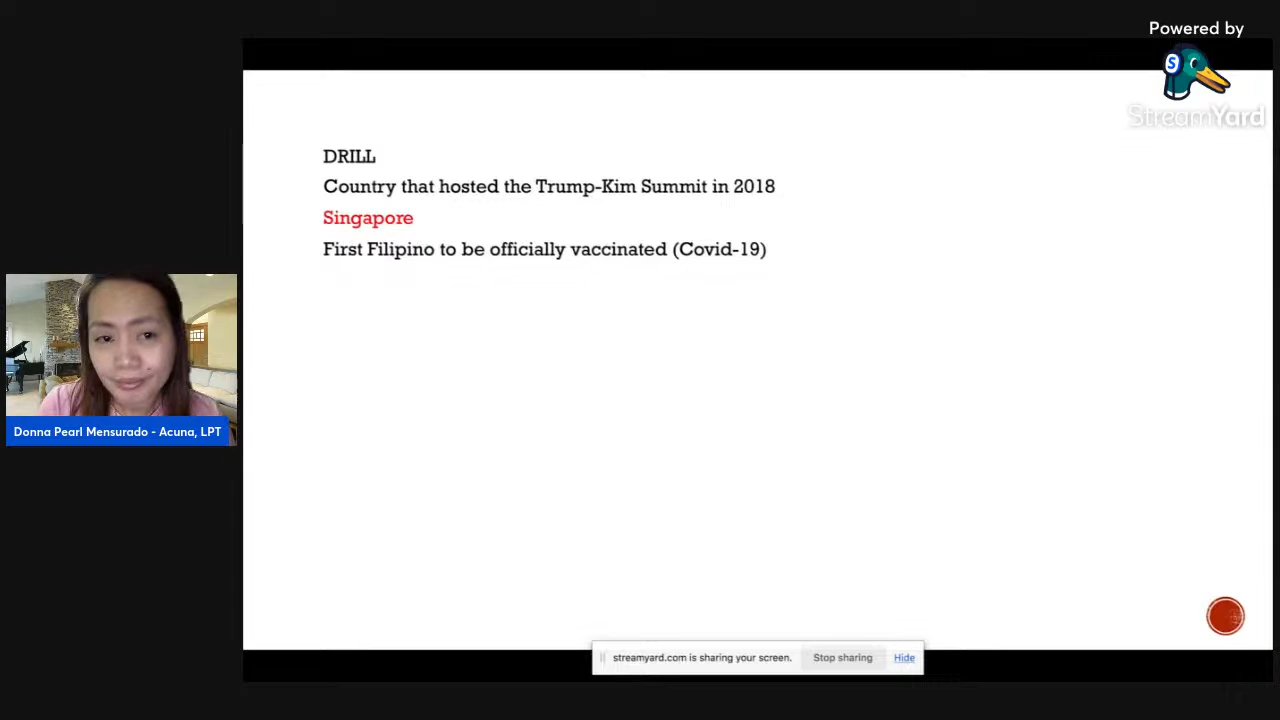 Powered by
S
StreamYard
DRILL
Country that hosted the Trump-Kim Summit in 2018
Singapore
First Filipino to be officially vaccinated (Covid-19)
Donna Pearl Mensurado - Acuna, LPT
streamyard.com is sharing your screen. Stop sharing Hide